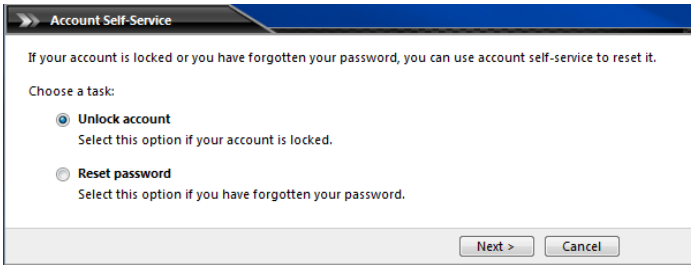 Account Self-Service
If your account is locked or you have forgotten your password, you can use account self-service to reset it.
Choose a task:
Unlock account
Select this option if your account is locked.
Reset password
Select this option if you have forgotten your password.
Next > Cancel